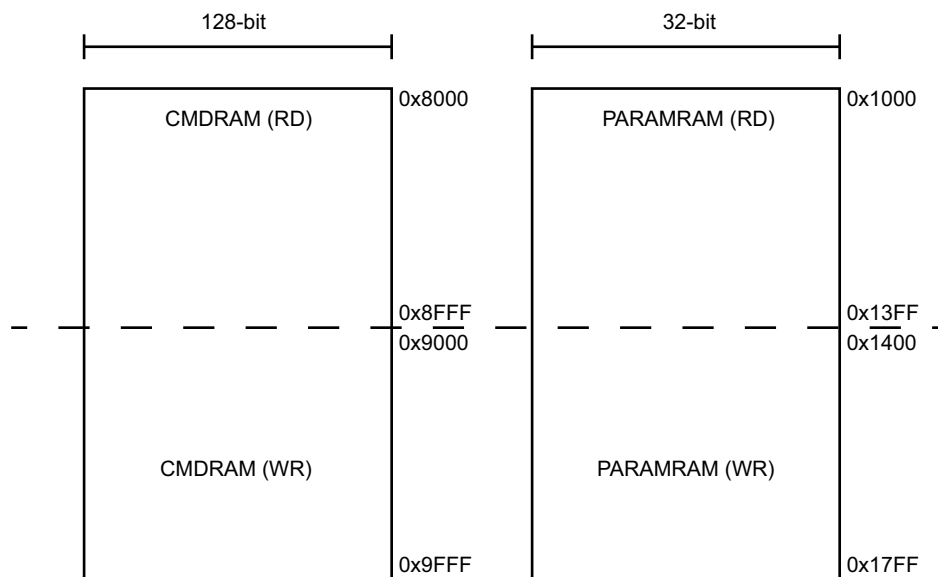 128-bit
32-bit
0x8000
0x1000
CMDRAM (RD)
PARAMRAM (RD)
0x8FFF
0x13FF
0x9000
0x1400
CMDRAM (WR)
PARAMRAM (WR)
0x9FFF
0x17FF